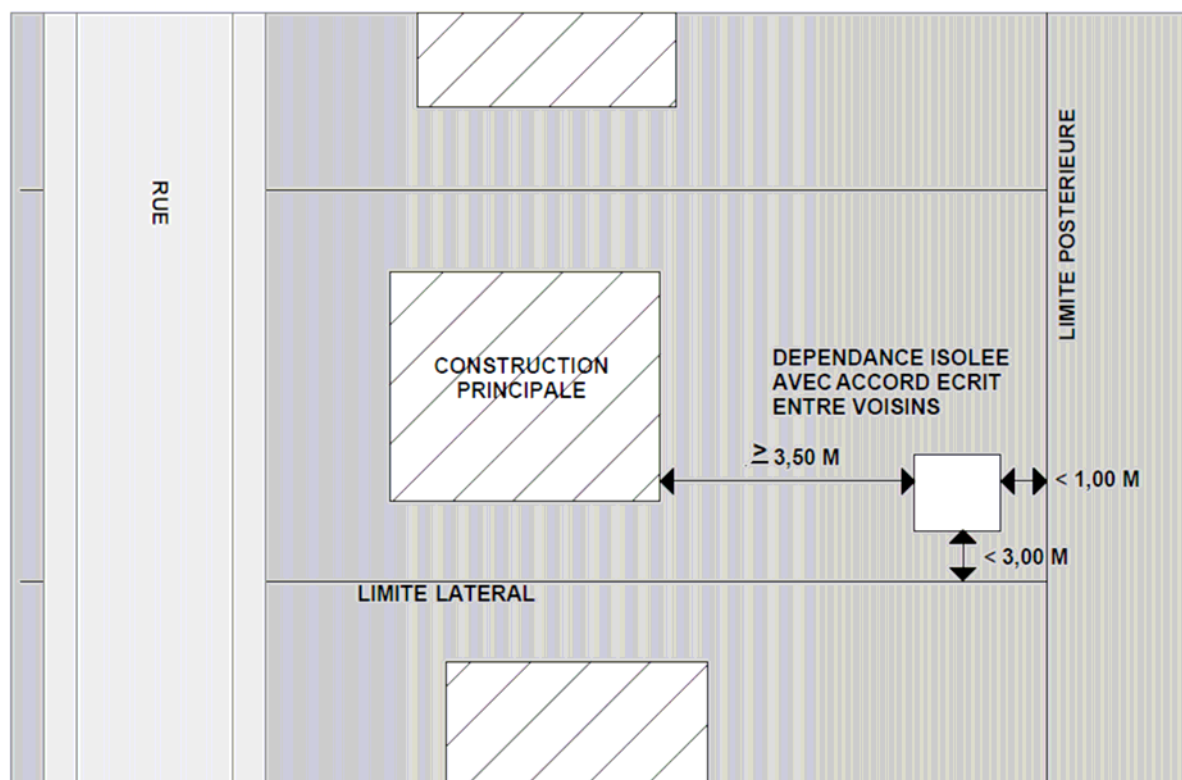 RUE
LIMITE POSTERIEURE
CONSTRUCTION
PRINCIPALE
DEPENDANCE ISOLEE
AVEC ACCORD ECRIT
ENTRE VOISINS
≥ 3,50 M
< 1,00 M
< 3,00 M
LIMITE LATERAL